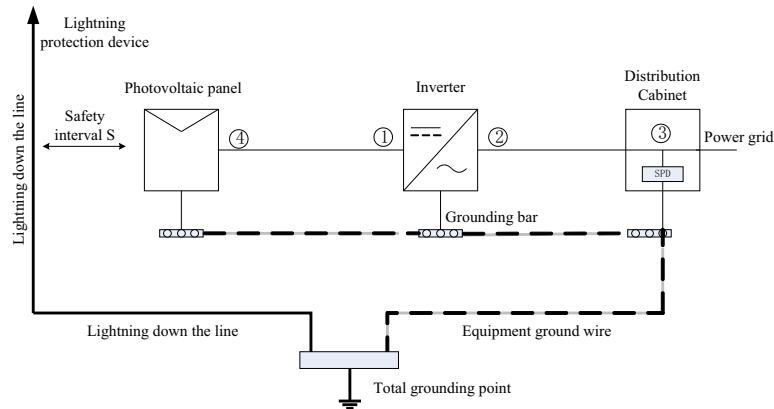 Lightning
protection device
Photovoltaic panel
Inverter
Distribution
Cabinet
Safety
interval S
④
①
②
③
Power grid
SPD
Lightning down the line
Grounding bar
Lightning down the line
Equipment ground wire
Total grounding point